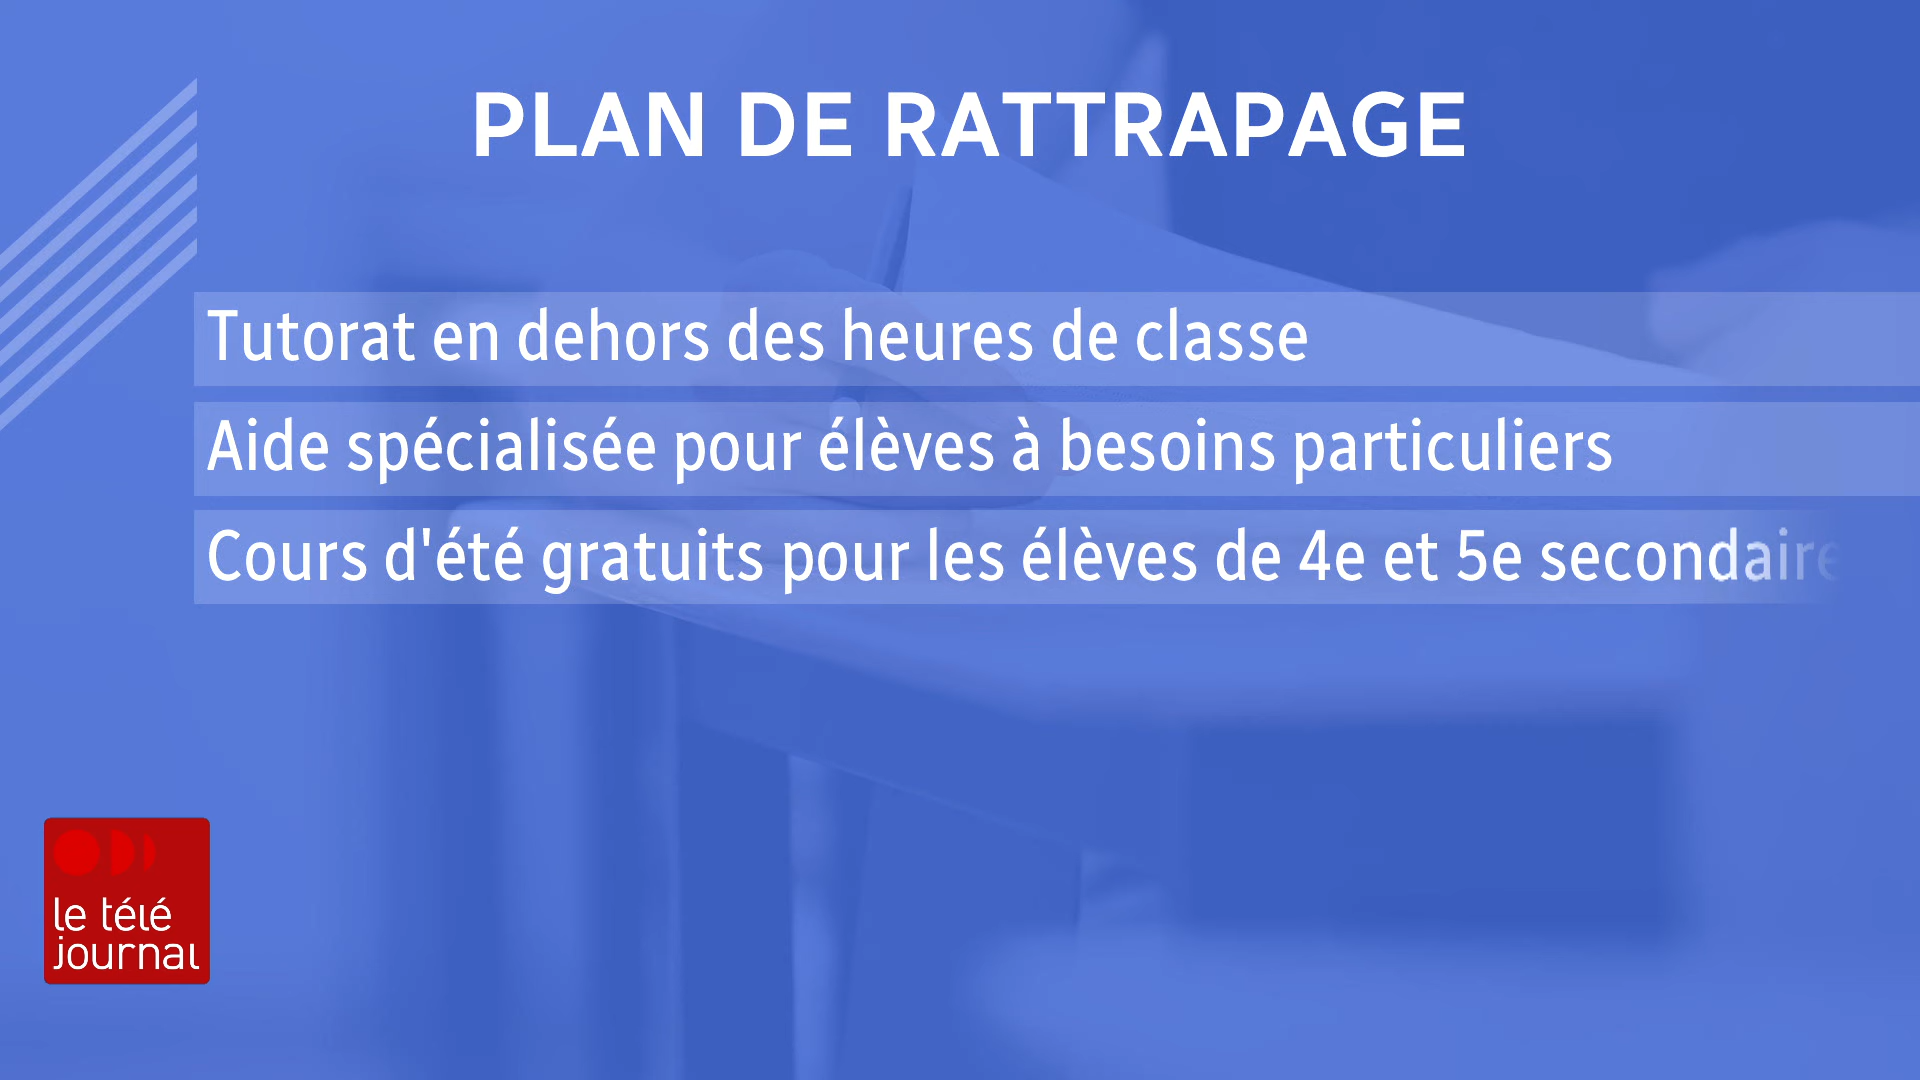 PLAN DE RATTRAPAGE
Tutorat en dehors des heures de classe
Aide spécialisée pour élèves à besoins particuliers
Cours d'été gratuits pour les élèves de 4e et 5e secondaire
le télé
journal